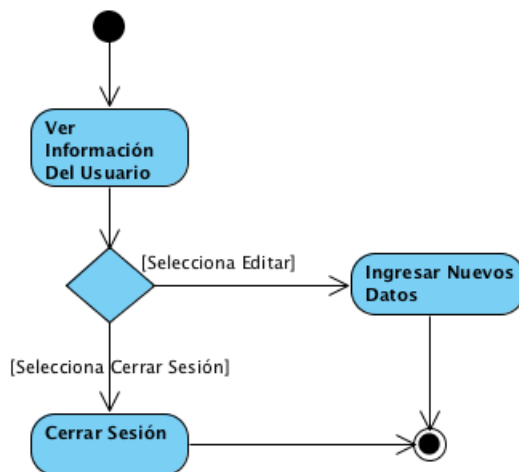 Ver
Información
Del Usuario
[Selecciona Editar]
Ingresar Nuevos
Datos
[Selecciona Cerrar Sesión]
Cerrar Sesión